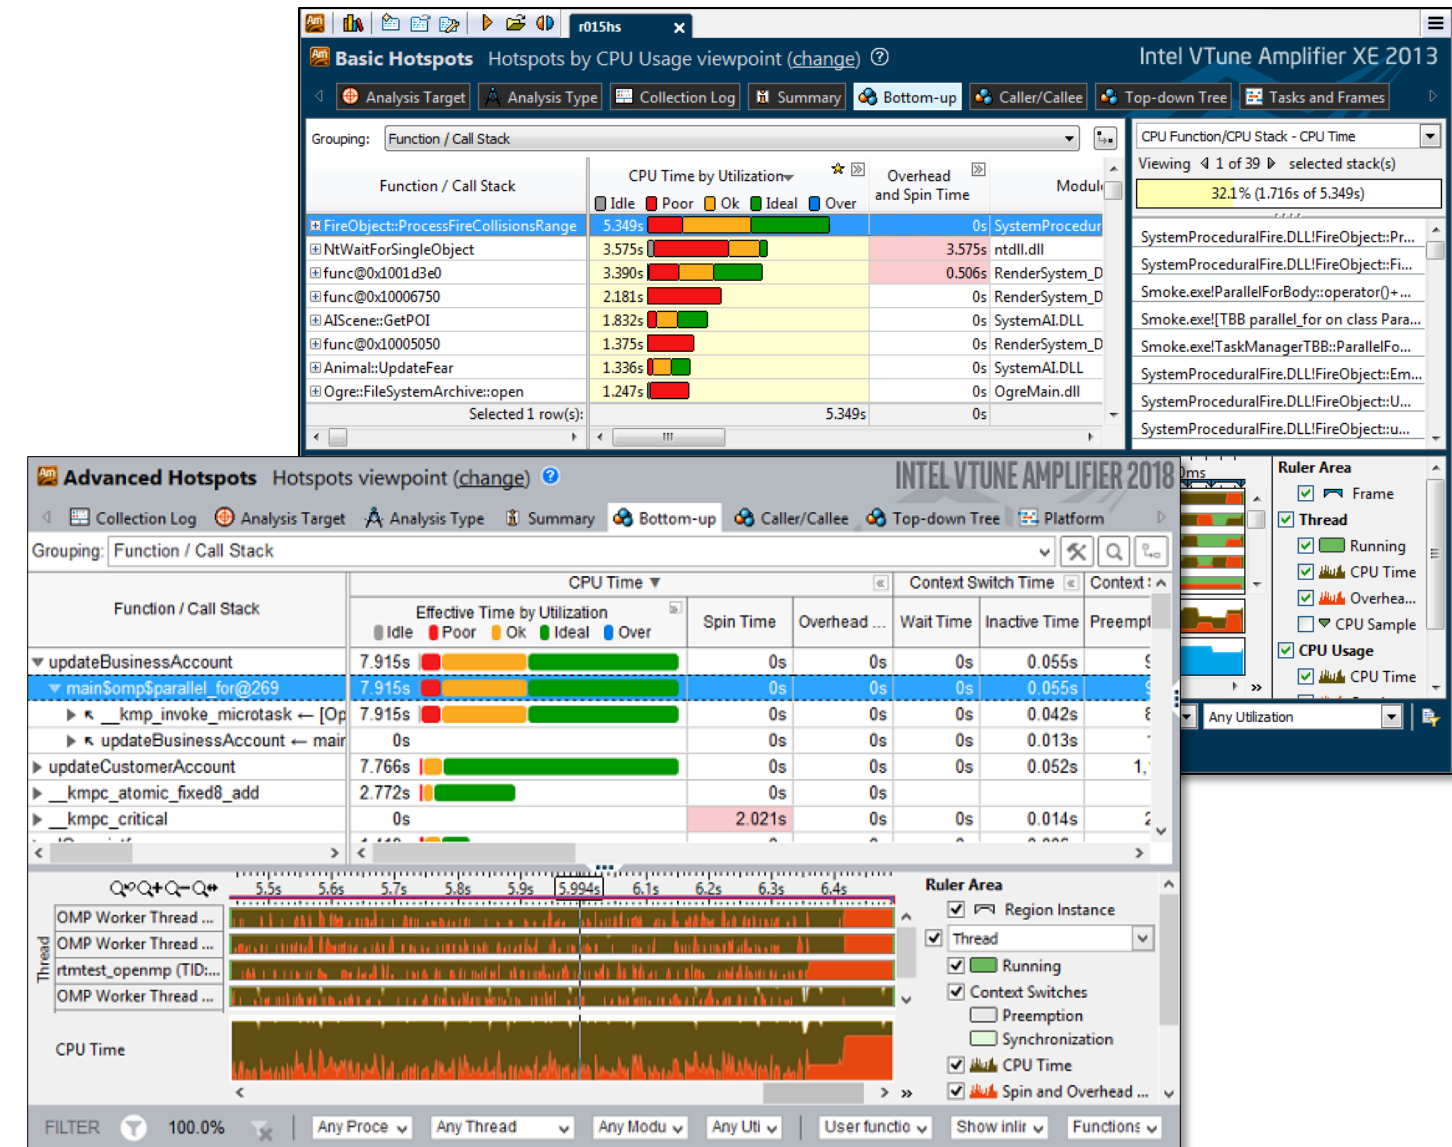 r015hs
Basic Hotspots Hotspots by CPU Usage viewpoint (change)
Intel VTune Amplifier XE 2013
Analysis Target Analysis Type Collection Log Summary Bottom-up Caller/Callee Top-down Tree Tasks and Frames
Grouping: Function / Call Stack
Function / Call Stack
CPU Time by Utilization
Idle Poor Ok Ideal Over
Overhead
and Spin Time
FireObject::ProcessFireCollisionsRange 5.349s 0s SystemProcedur
NtWaitForSingleObject 3.575s 3.575s ntdll.dll
func@0x1001d3e0 3.390s 0.506s RenderSystem_D
func@0x10006750 2.181s 0s RenderSystem_D
AIScene::GetPOI 1.832s 0s SystemAI.DLL
func@0x10005050 1.375s 0s RenderSystem_D
Animal::UpdateFear 1.336s 0s SystemAI.DLL
Ogre::FileSystemArchive::open 1.247s 0s OgreMain.dll
Selected 1 row(s): 5.349s 0s
CPU Function/CPU Stack - CPU Time
Viewing 1 of 39 selected stack(s)
32.1% (1.716s of 5.349s)
SystemProceduralFire.DLL!FireObject::Pr...
SystemProceduralFire.DLL!FireObject::Fi...
Smoke.exe!ParallelForBody::operator()+...
Smoke.exe![TBB parallel_for on class Para...
Smoke.exe!TaskManagerTBB::ParallelFo...
SystemProceduralFire.DLL!FireObject::Em...
SystemProceduralFire.DLL!FireObject::U...
SystemProceduralFire.DLL!FireObject::u...
Ruler Area
Frame
Thread
Running
CPU Time
Overhea...
CPU Sample
CPU Usage
CPU Time
Any Utilization
Advanced Hotspots Hotspots viewpoint (change)
INTEL VTUNE AMPLIFIER 2018
Collection Log Analysis Target Analysis Type Summary Bottom-up Caller/Callee Top-down Tree Platform
Grouping: Function / Call Stack
Function / Call Stack
CPU Time Context Switch Time
Effective Time by Utilization
Idle Poor Ok Ideal Over
Spin Time Overhead ... Wait Time Inactive Time Preempt
updateBusinessAccount 7.915s 0s 0s 0s 0.055s
main$omp$parallel_for@269 7.915s 0s 0s 0s 0.055s
__kmp_invoke_microtask ← [Op 7.915s 0s 0s 0s 0.042s
updateBusinessAccount ← mair 0s 0s 0s 0s 0.013s
updateCustomerAccount 7.766s 0s 0s 0s 0.052s 1,
__kmpc_atomic_fixed8_add 2.772s 0s 0s
__kmpc_critical 0s 2.021s 0s 0s 0.014s
5.5s 5.6s 5.7s 5.8s 5.9s 5.994s 6.1s 6.2s 6.3s 6.4s
Thread
OMP Worker Thread ...
OMP Worker Thread ...
rtmtest_openmp (TID:...
OMP Worker Thread ...
CPU Time
Ruler Area
Region Instance
Thread
Running
Context Switches
Preemption
Synchronization
CPU Time
Spin and Overhead ...
FILTER 100.0% Any Proce Any Thread Any Modu Any Uti User functio Show inlir Functions